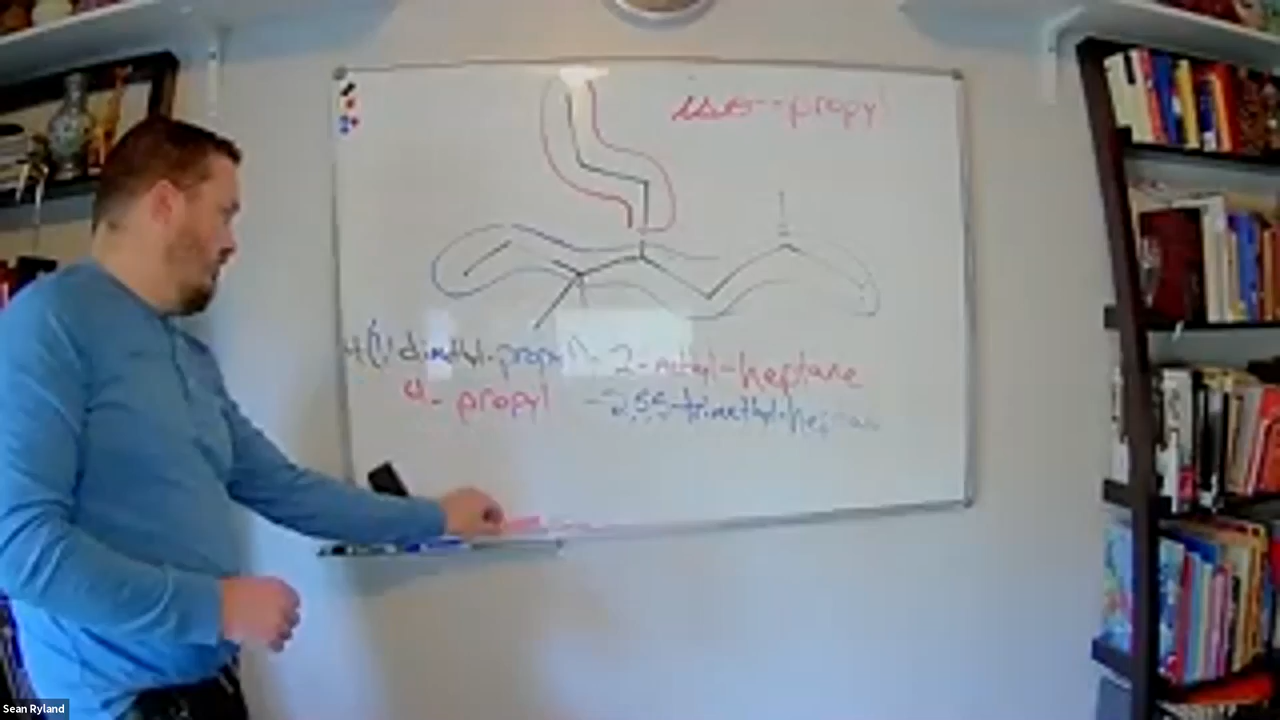 iso-propyl
4(1,1 dimethyl-propyl)- 2-methyl-heptane
4- propyl -2,5,5-trimethyl-heptane
Sean Ryland